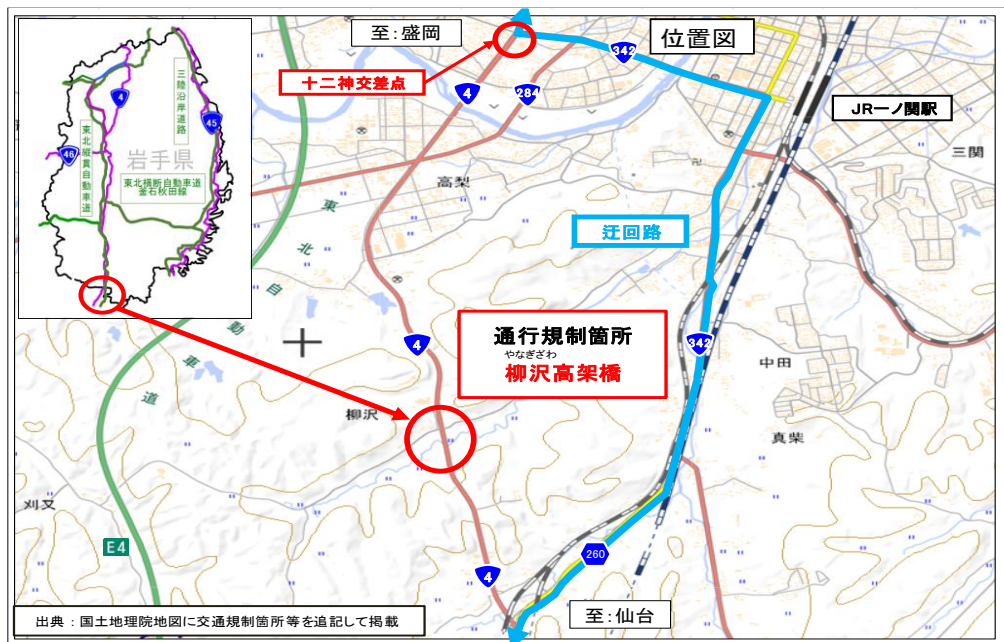 至:盛岡
342
位置図
十二神交差点
4
284
JR一ノ関駅
三関
4
三陸沿岸道路
45
東北縦貫自動車道
46
岩手県
東北横断自動車道
釜石秋田線
高梨
迂回路
東北自動車道
通行規制箇所
やなぎざわ
柳沢高架橋
4
342
中田
柳沢
真柴
刈又
E4
260
4
至:仙台
出典:国土地理院地図に交通規制箇所等を追記して掲載